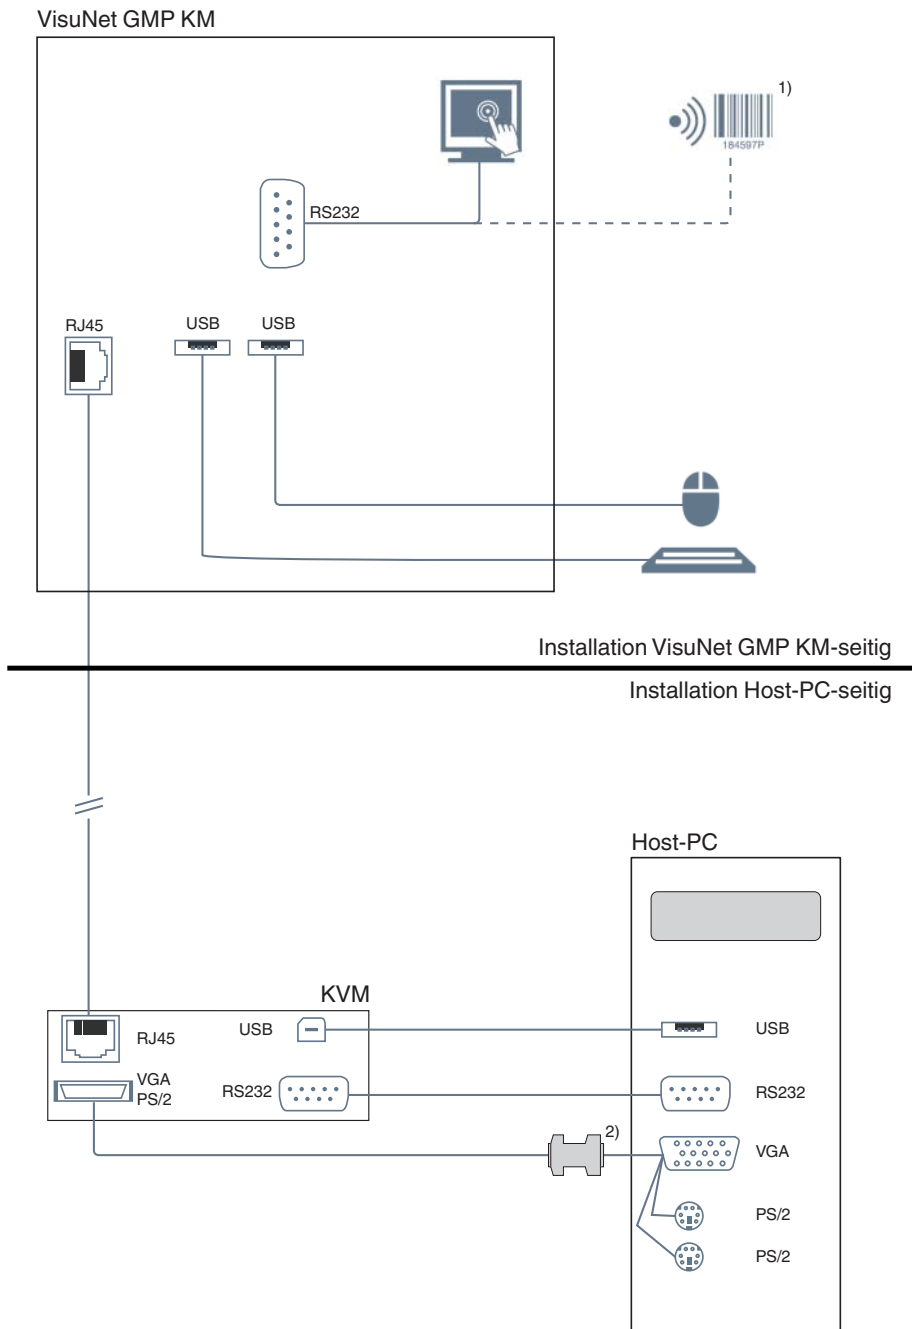 VisuNet GMP KM
1)
184597P
RS232
RJ45
USB
USB
Installation VisuNet GMP KM-seitig
Installation Host-PC-seitig
Host-PC
KVM
RJ45
USB
USB
VGA
PS/2
RS232
RS232
2)
VGA
PS/2
PS/2